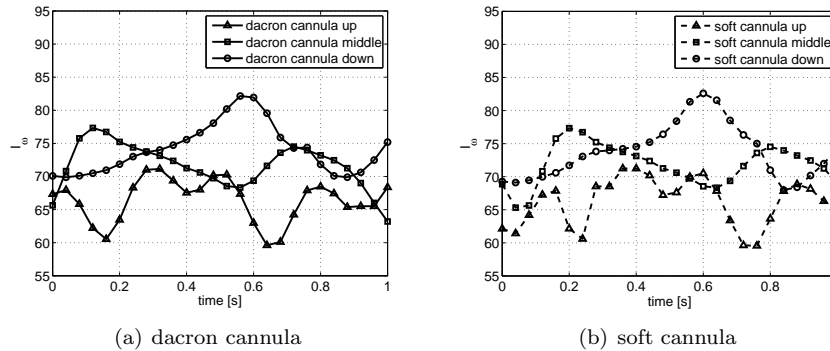 95
90
85
80
75
70
65
60
55
I_ω
0
0.2
0.4
0.6
0.8
1
time [s]
dacron cannula up
dacron cannula middle
dacron cannula down
(a) dacron cannula
95
90
85
80
75
70
65
60
55
I_ω
0
0.2
0.4
0.6
0.8
time [s]
soft cannula up
soft cannula middle
soft cannula down
(b) soft cannula